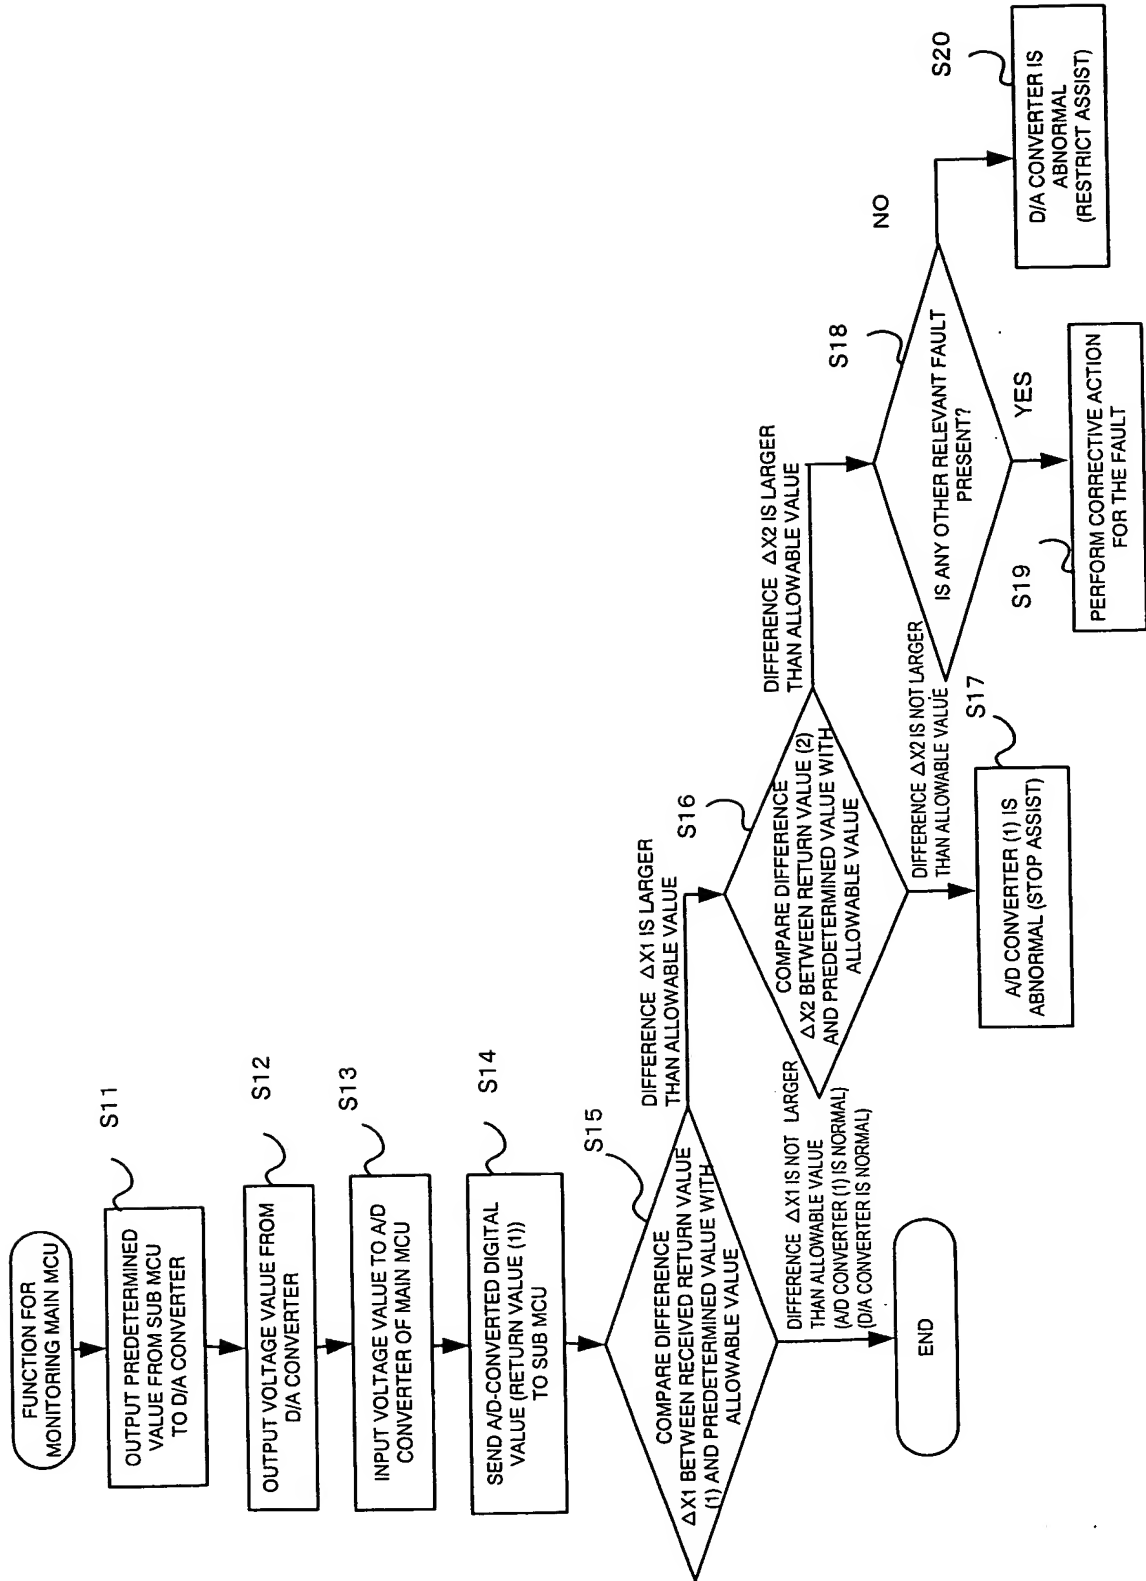 FUNCTION FOR
MONITORING MAIN MCU
S11
OUTPUT PREDETERMINED
VALUE FROM SUB MCU
TO D/A CONVERTER
S12
OUTPUT VOLTAGE VALUE FROM
D/A CONVERTER
S13
INPUT VOLTAGE VALUE TO A/D
CONVERTER OF MAIN MCU
S14
SEND A/D-CONVERTED DIGITAL
VALUE (RETURN VALUE (1))
TO SUB MCU
S15
COMPARE DIFFERENCE
ΔX1 BETWEEN RECEIVED RETURN VALUE
(1) AND PREDETERMINED VALUE WITH
ALLOWABLE VALUE
DIFFERENCE ΔX1 IS LARGER
THAN ALLOWABLE VALUE
DIFFERENCE ΔX1 IS NOT LARGER
THAN ALLOWABLE VALUE
(A/D CONVERTER (1) IS NORMAL)
(D/A CONVERTER IS NORMAL)
END
S16
COMPARE DIFFERENCE
ΔX2 BETWEEN RETURN VALUE (2)
AND PREDETERMINED VALUE WITH
ALLOWABLE VALUE
DIFFERENCE ΔX2 IS LARGER
THAN ALLOWABLE VALUE
DIFFERENCE ΔX2 IS NOT LARGER
THAN ALLOWABLE VALUE
S17
A/D CONVERTER (1) IS
ABNORMAL (STOP ASSIST)
S18
IS ANY OTHER RELEVANT FAULT
PRESENT?
NO
YES
S19
PERFORM CORRECTIVE ACTION
FOR THE FAULT
S20
D/A CONVERTER IS
ABNORMAL
(RESTRICT ASSIST)